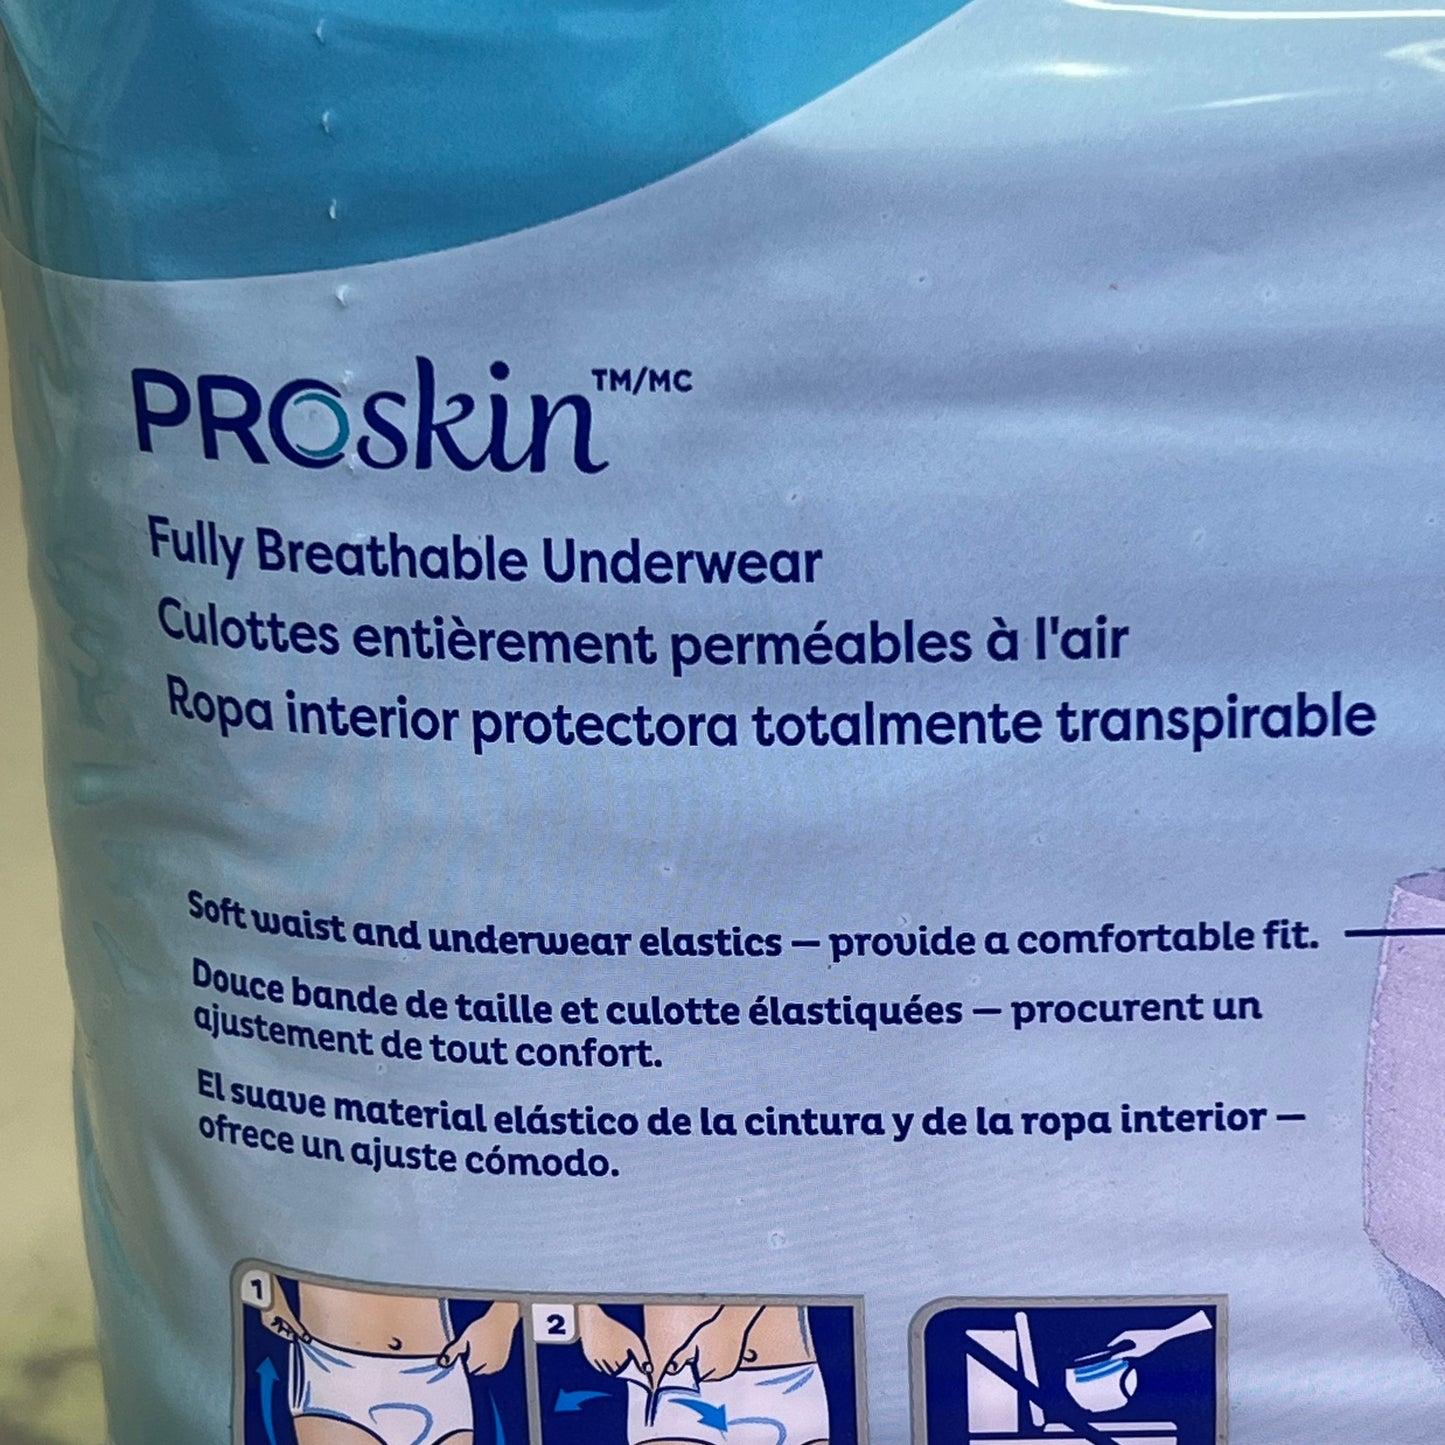 PROskin™/MC
Fully Breathable Underwear
Culottes entièrement perméables à l'air
Ropa interior protectora totalmente transpirable
Soft waist and underwear elastics — provide a comfortable fit.
Douce bande de taille et culotte élastiquées — procurent un
ajustement de tout confort.
El suave material elástico de la cintura y de la ropa interior —
ofrece un ajuste cómodo.
1
2